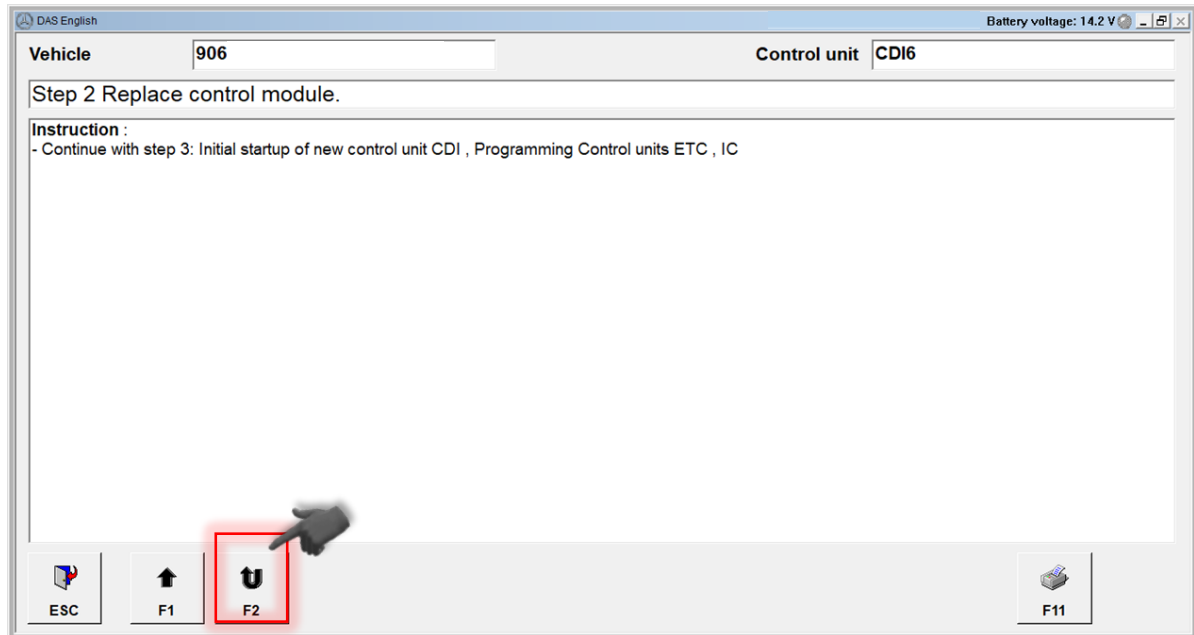 DAS English Battery voltage: 14.2 V
Vehicle 906 Control unit CDI6
Step 2 Replace control module.
Instruction :
- Continue with step 3: Initial startup of new control unit CDI , Programming Control units ETC , IC
ESC F1 F2 F11